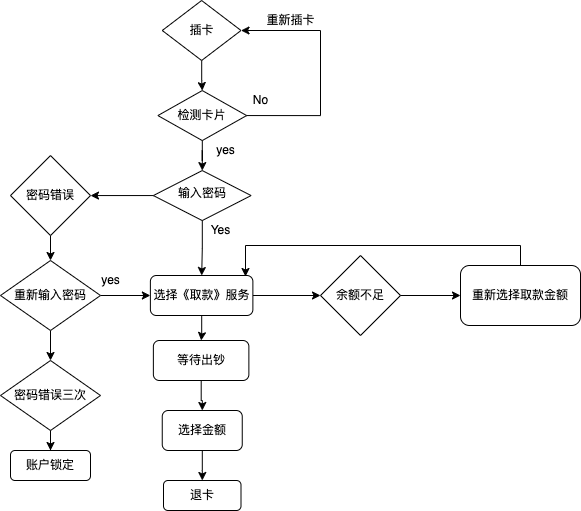 插卡
重新插卡
检测卡片
No
yes
密码错误
输入密码
Yes
重新输入密码
yes
选择《取款》服务
余额不足
重新选择取款金额
等待出钞
密码错误三次
选择金额
账户锁定
退卡